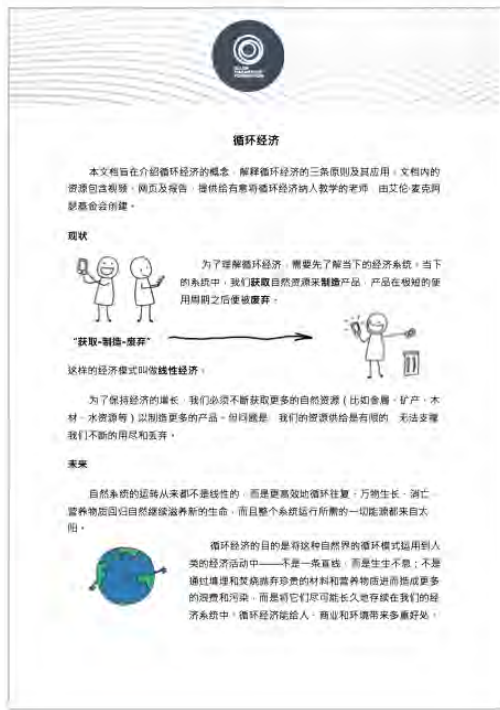 ELLEN
MACARTHUR
FOUNDATION
循环经济
本文档旨在介绍循环经济的概念，解释循环经济的三条原则及其应用。文档内的
资源包含视频、网页及报告，提供给有意将循环经济纳入教学的老师，由艾伦·麦克阿
瑟基金会创建。
现状
为了理解循环经济，需要先了解当下的经济系统。当下
的系统中，我们获取自然资源来制造产品，产品在很短的使
用周期之后便被废弃。
“获取-制造-废弃”
这样的经济模式叫做线性经济。
为了保持经济的增长，我们必须不断获取更多的自然资源（比如金属、矿产、木
材、水资源等）以制造更多的产品。但问题是，我们的资源供给是有限的，无法支撑
我们不断的用尽和丢弃。
未来
自然系统的运转从来都不是线性的，而是更高效地循环往复，万物生长、消亡，
营养物质回归自然继续滋养新的生命，而且整个系统运行所需的一切能源都来自太
阳。
循环经济的目的是将这种自然界的循环模式运用到人
类的经济活动中——不是一条直线，而是生生不息；不是
通过填埋和焚烧抛弃珍贵的材料和营养物质进而造成更多
的浪费和污染，而是将它们尽可能长久地存续在我们的经
济系统中。循环经济能给人、商业和环境带来多重好处。